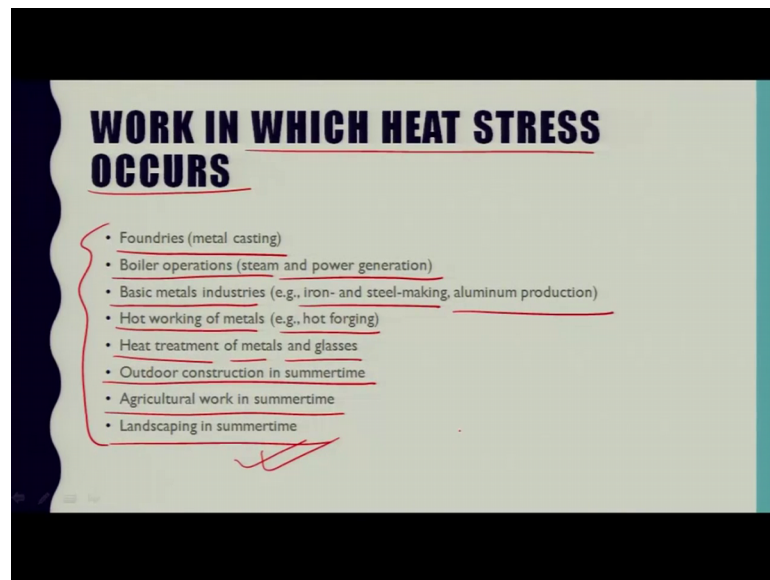 WORK IN WHICH HEAT STRESS
OCCURS
• Foundries (metal casting)
• Boiler operations (steam and power generation)
• Basic metals industries (e.g., iron- and steel-making, aluminum production)
• Hot working of metals (e.g., hot forging)
• Heat treatment of metals and glasses
• Outdoor construction in summertime
• Agricultural work in summertime
• Landscaping in summertime